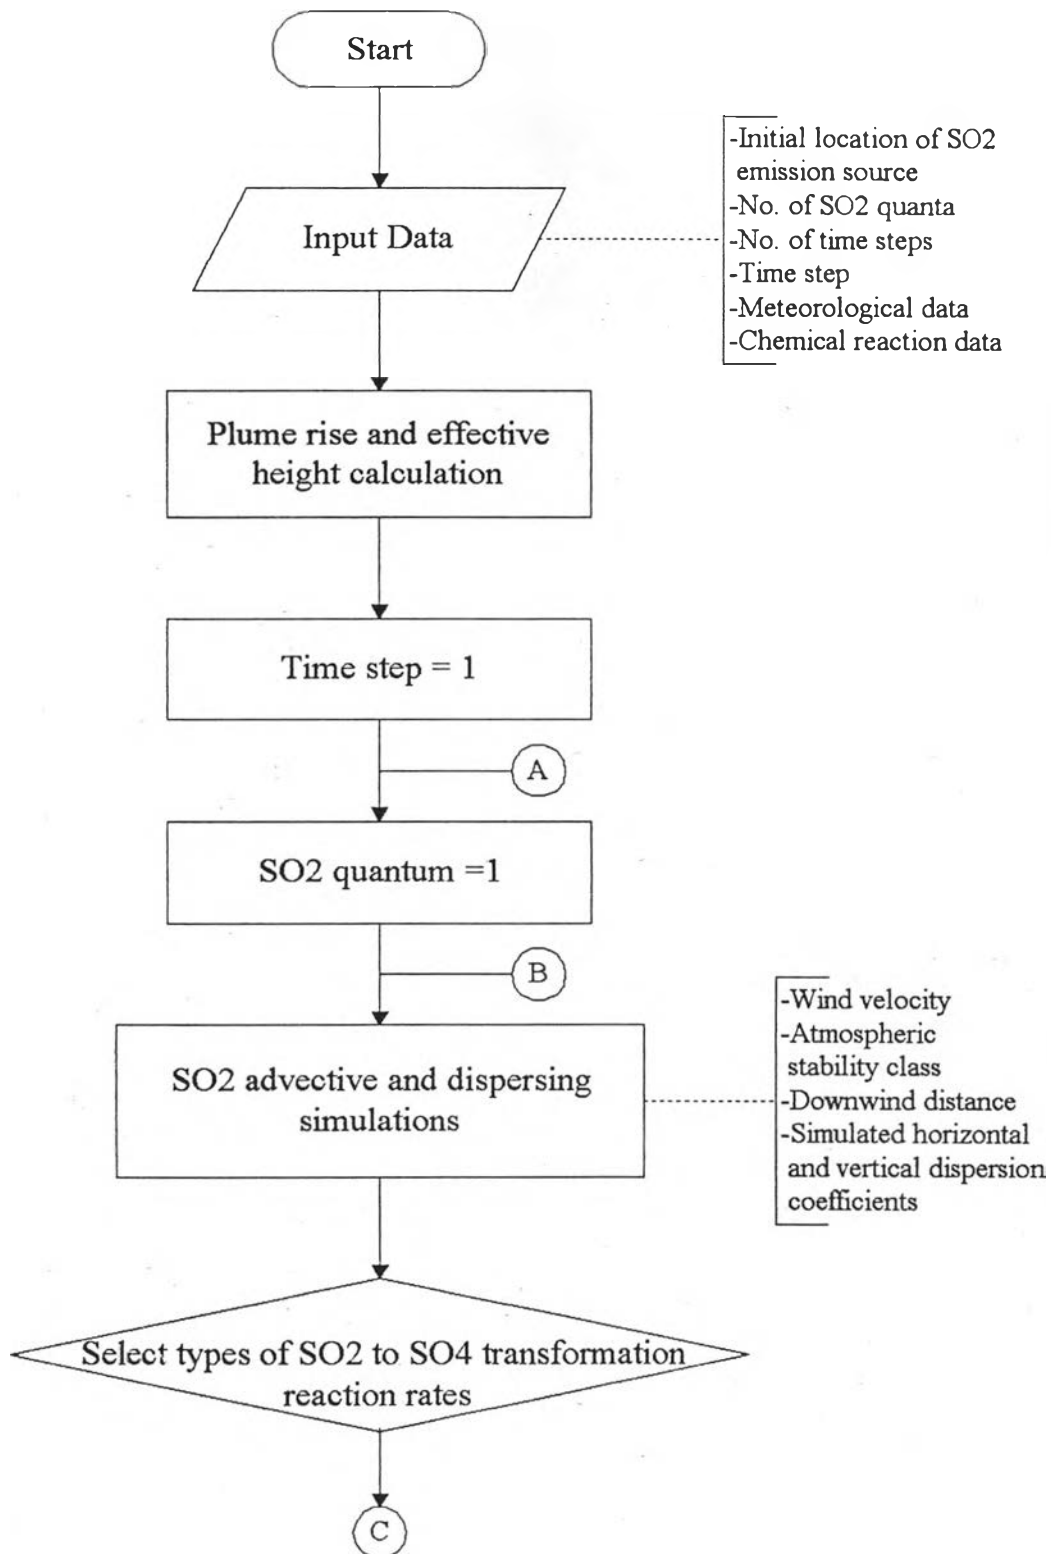 Start
Input Data
-Initial location of SO2
emission source
-No. of SO2 quanta
-No. of time steps
-Time step
-Meteorological data
-Chemical reaction data
Plume rise and effective
height calculation
Time step = 1
A
SO2 quantum =1
B
SO2 advective and dispersing
simulations
-Wind velocity
-Atmospheric
stability class
-Downwind distance
-Simulated horizontal
and vertical dispersion
coefficients
Select types of SO2 to SO4 transformation
reaction rates
C